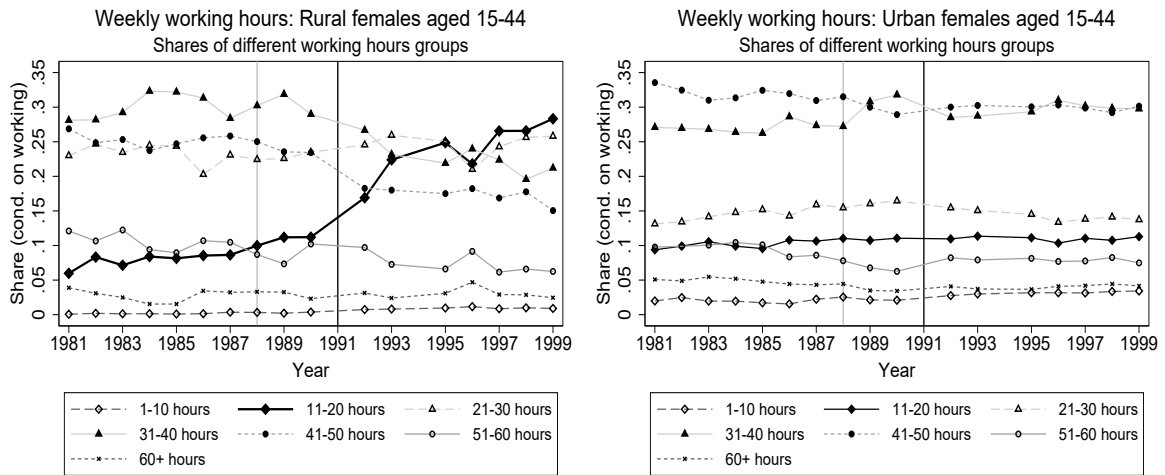 Weekly working hours: Rural females aged 15-44
Shares of different working hours groups
Share (cond. on working)
.35
.3
.25
.2
.15
.1
.05
0
1981 1983 1985 1987 1989 1991 1993 1995 1997 1999
Year
1-10 hours 11-20 hours 21-30 hours
31-40 hours 41-50 hours 51-60 hours
60+ hours
Weekly working hours: Urban females aged 15-44
Shares of different working hours groups
Share (cond. on working)
.35
.3
.25
.2
.15
.1
.05
0
1981 1983 1985 1987 1989 1991 1993 1995 1997 1999
Year
1-10 hours 11-20 hours 21-30 hours
31-40 hours 41-50 hours 51-60 hours
60+ hours